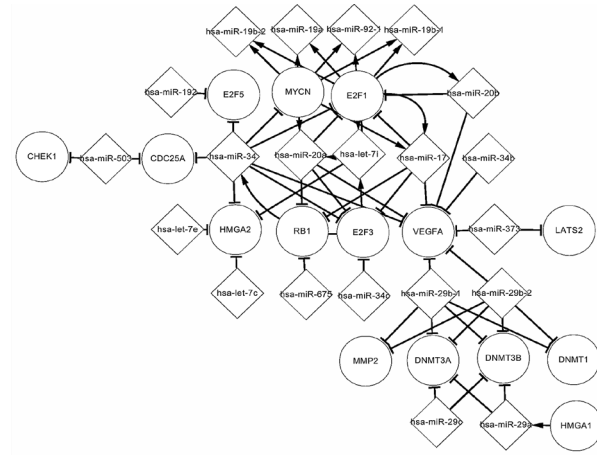 hsa-miR-19b-2
hsa-miR-19a
hsa-miR-92-1
hsa-miR-19b-1
hsa-miR-192
E2F5
MYCN
E2F1
hsa-miR-20b
CHEK1
hsa-miR-503
CDC25A
hsa-miR-34
hsa-miR-20a
hsa-let-7i
hsa-miR-17
hsa-miR-34b
hsa-let-7e
HMGA2
RB1
E2F3
VEGFA
hsa-miR-373
LATS2
hsa-let-7c
hsa-miR-675
hsa-miR-34c
hsa-miR-29b-1
hsa-miR-29b-2
MMP2
DNMT3A
DNMT3B
DNMT1
hsa-miR-29c
hsa-miR-29a
HMGA1